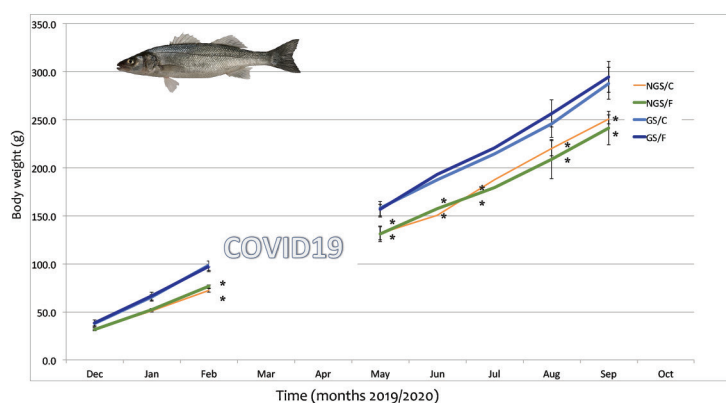 350.0
300.0
250.0
200.0
150.0
100.0
50.0
0.0
Body weight (g)
COVID19
NGS/C
NGS/F
GS/C
GS/F
* * * * * * * * * * * *
Dec Jan Feb Mar Apr May Jun Jul Aug Sep Oct
Time (months 2019/2020)